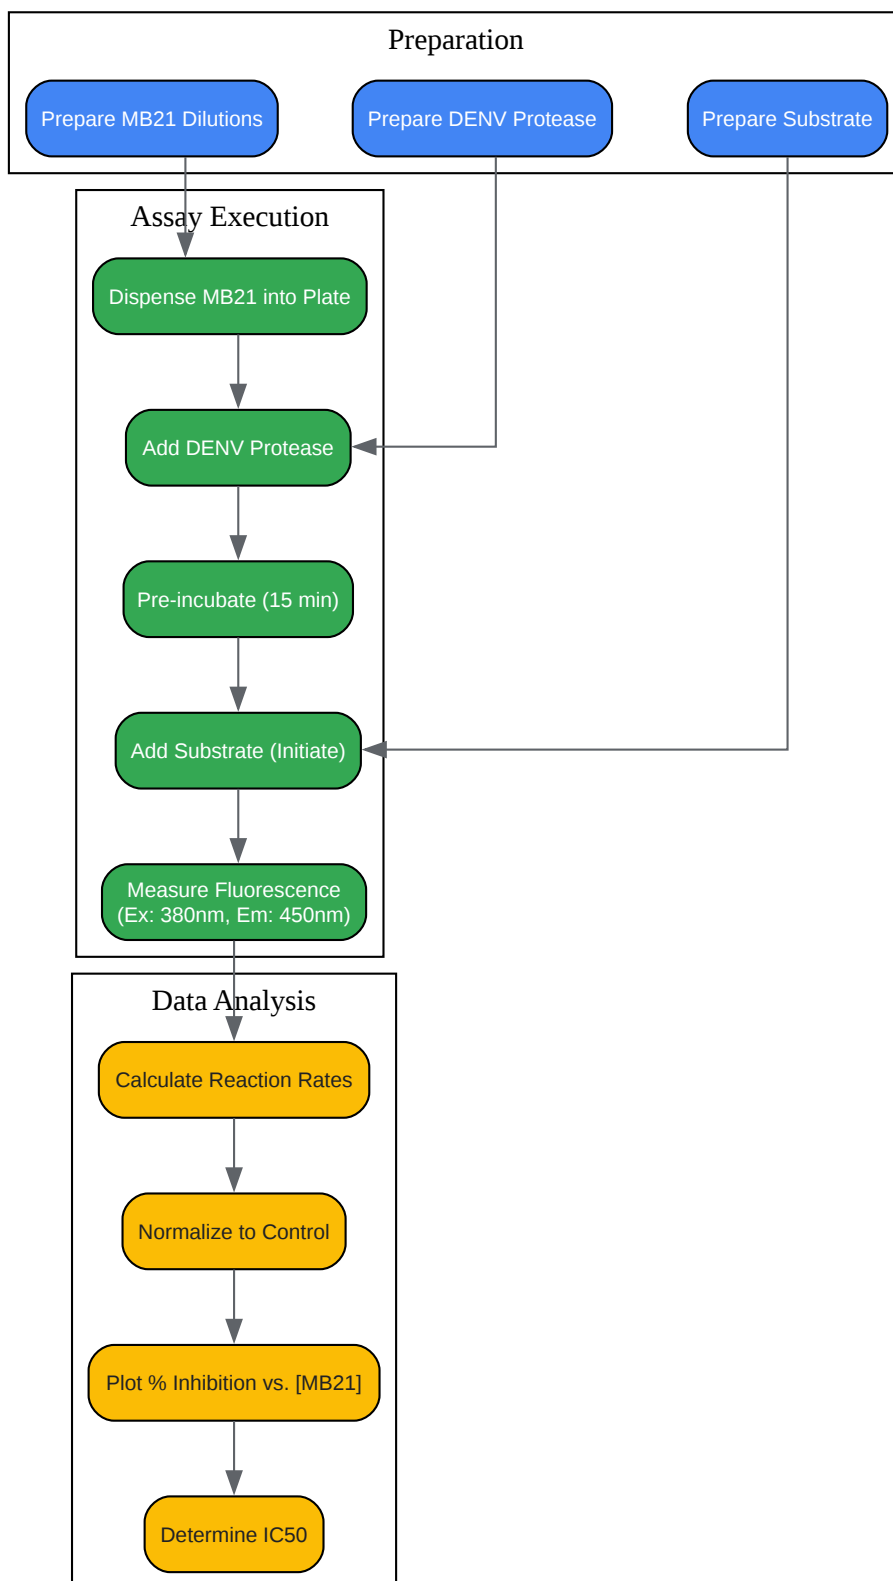 Preparation
Prepare MB21 Dilutions
Prepare DENV Protease
Prepare Substrate
Assay Execution
Dispense MB21 into Plate
Add DENV Protease
Pre-incubate (15 min)
Add Substrate (Initiate)
Measure Fluorescence
(Ex: 380nm, Em: 450nm)
Data Analysis
Calculate Reaction Rates
Normalize to Control
Plot % Inhibition vs. [MB21]
Determine IC50